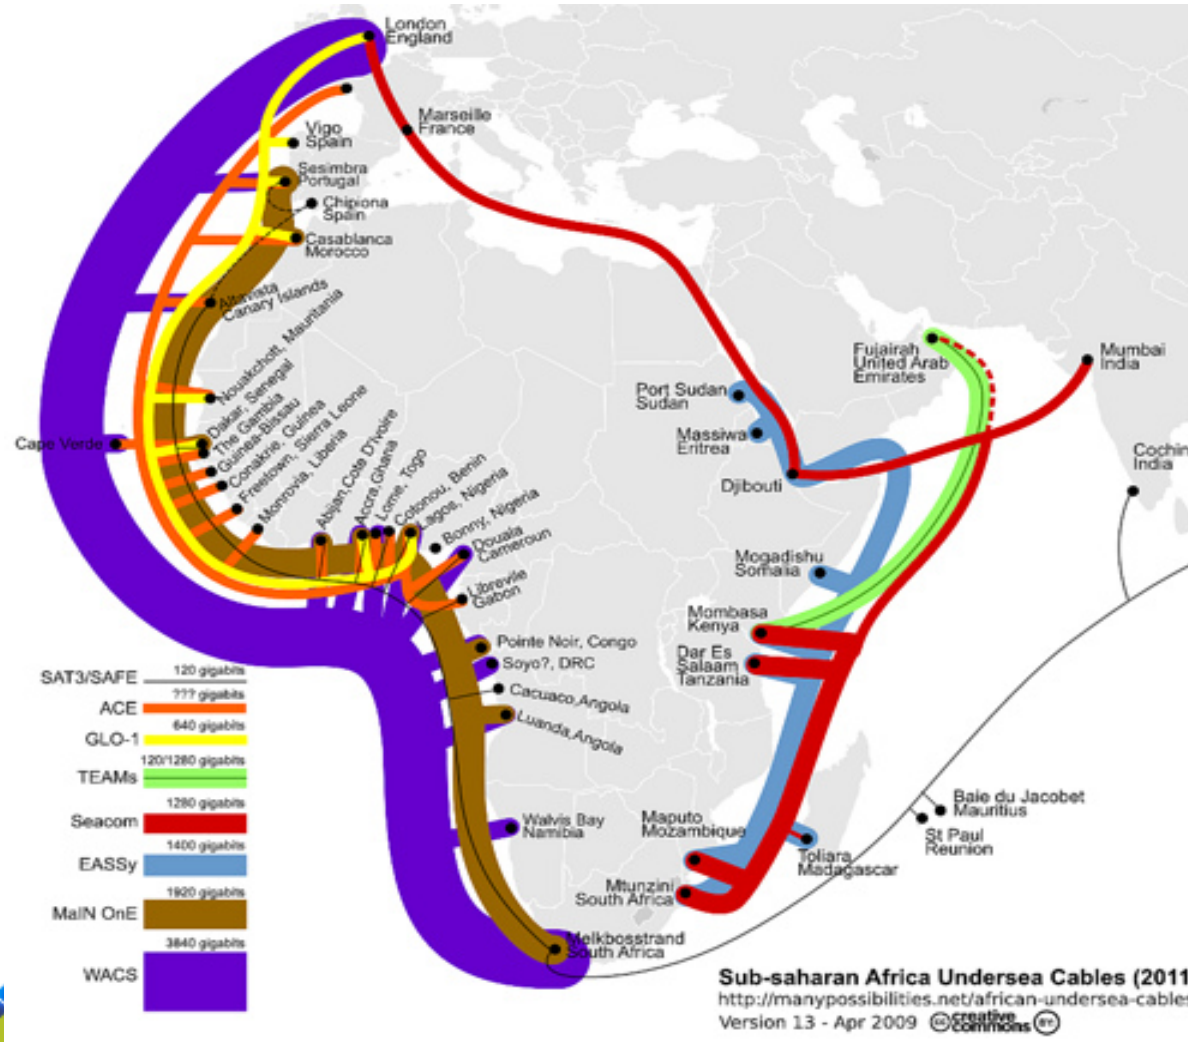 London
England
Marseille
France
Vigo
Spain
Sesimbra
Portugal
Chipiona
Spain
Casablanca
Morocco
Altavista
Canary Islands
Nouakchott, Mauritania
Dakar, Senegal
The Gambia
Guinea-Bissau
Conakrie, Guinea
Freetown, Sierra Leone
Monrovia, Liberia
Cape Verde
Abijan,Cote D'Ivoire
Accra,Ghana
Lome, Togo
Cotonou, Benin
Lagos, Nigeria
Bonny, Nigeria
Douala
Cameroun
Libreville
Gabon
Pointe Noir, Congo
Soyo?, DRC
Cacuaco,Angola
Luanda,Angola
Walvis Bay
Namibia
Melkbosstrand
South Africa
Fujairah
United Arab
Emirates
Mumbai
India
Cochin
India
Port Sudan
Sudan
Massiwa
Eritrea
Djibouti
Mogadishu
Somalia
Mombasa
Kenya
Dar Es
Salaam
Tanzania
Maputo
Mozambique
Mtunzini
South Africa
Toliara
Madagascar
Baie du Jacobet
Mauritius
St Paul
Reunion
SAT3/SAFE 120 gigabits
ACE ??? gigabits
GLO-1 640 gigabits
TEAMs 120/1280 gigabits
Seacom 1280 gigabits
EASSy 1400 gigabits
MaIN OnE 1920 gigabits
WACS 3840 gigabits
Sub-saharan Africa Undersea Cables (2011
http://manypossibilities.net/african-undersea-cables
Version 13 - Apr 2009 cc creative commons BY: